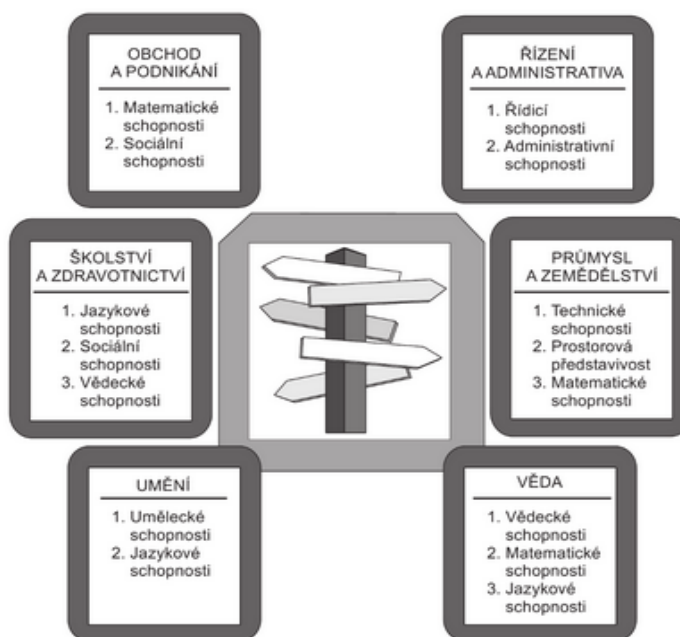 OBCHOD
A PODNIKÁNÍ
1. Matematické
schopnosti
2. Sociální
schopnosti
ŘÍZENÍ
A ADMINISTRATIVA
1. Řídicí
schopnosti
2. Administrativní
schopnosti
ŠKOLSTVÍ
A ZDRAVOTNICTVÍ
1. Jazykové
schopnosti
2. Sociální
schopnosti
3. Vědecké
schopnosti
PRŮMYSL
A ZEMĚDĚLSTVÍ
1. Technické
schopnosti
2. Prostorová
představivost
3. Matematické
schopnosti
UMĚNÍ
1. Umělecké
schopnosti
2. Jazykové
schopnosti
VĚDA
1. Vědecké
schopnosti
2. Matematické
schopnosti
3. Jazykové
schopnosti